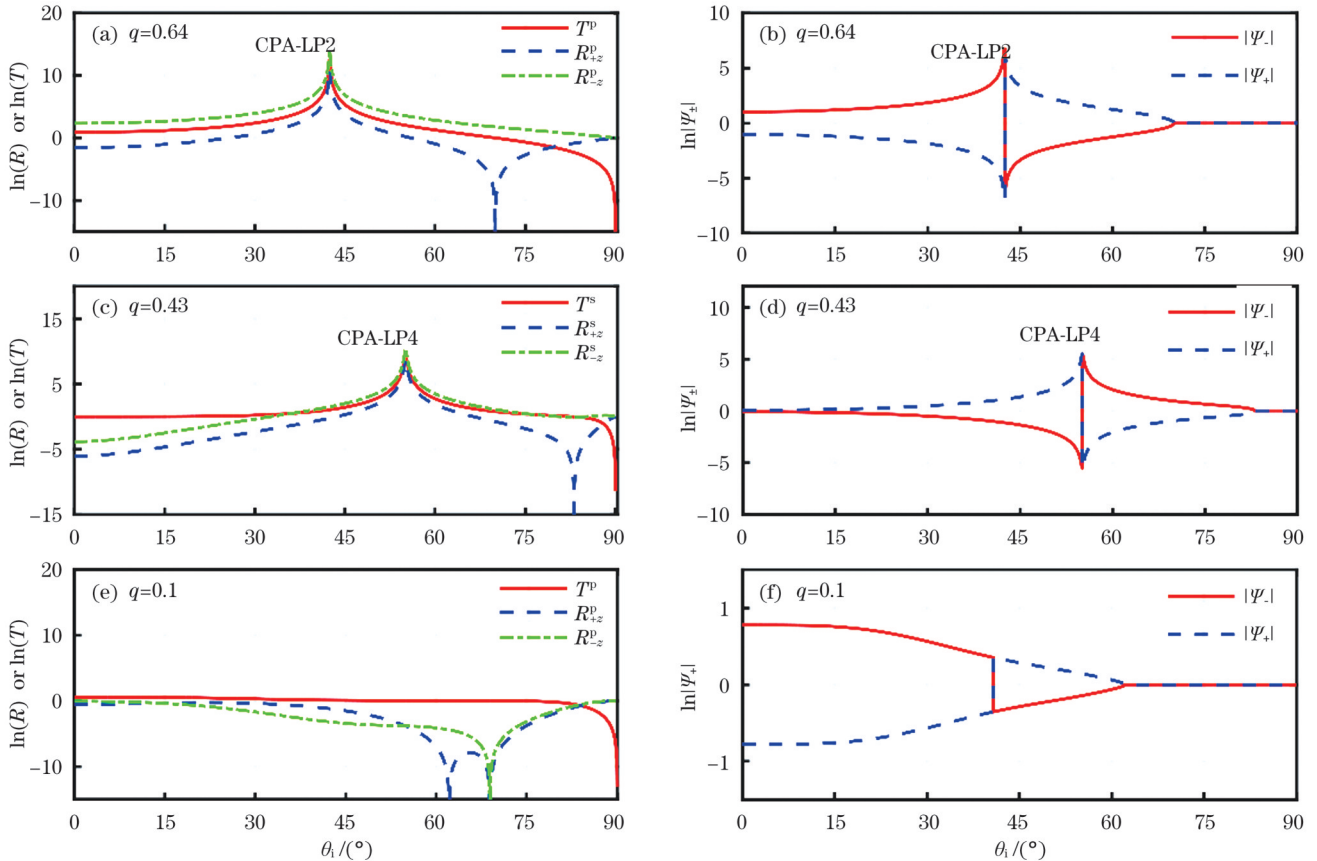 (a) q=0.64
CPA-LP2
T^p
R^p_{+z}
R^p_{-z}
ln(R) or ln(T)
20
10
0
−10
0 15 30 45 60 75 90
(b) q=0.64
CPA-LP2
|Ψ_-|
|Ψ_+|
ln|Ψ_±|
10
5
0
−5
−10
0 15 30 45 60 75 90
(c) q=0.43
CPA-LP4
T^s
R^s_{+z}
R^s_{-z}
ln(R) or ln(T)
15
5
−5
−15
0 15 30 45 60 75 90
(d) q=0.43
CPA-LP4
|Ψ_-|
|Ψ_+|
ln|Ψ_±|
10
5
0
−5
−10
0 15 30 45 60 75 90
(e) q=0.1
T^p
R^p_{+z}
R^p_{-z}
ln(R) or ln(T)
20
10
0
−10
0 15 30 45 60 75 90
θ_i/(°)
(f) q=0.1
|Ψ_-|
|Ψ_+|
ln|Ψ_+|
1
0
−1
0 15 30 45 60 75 90
θ_i/(°)